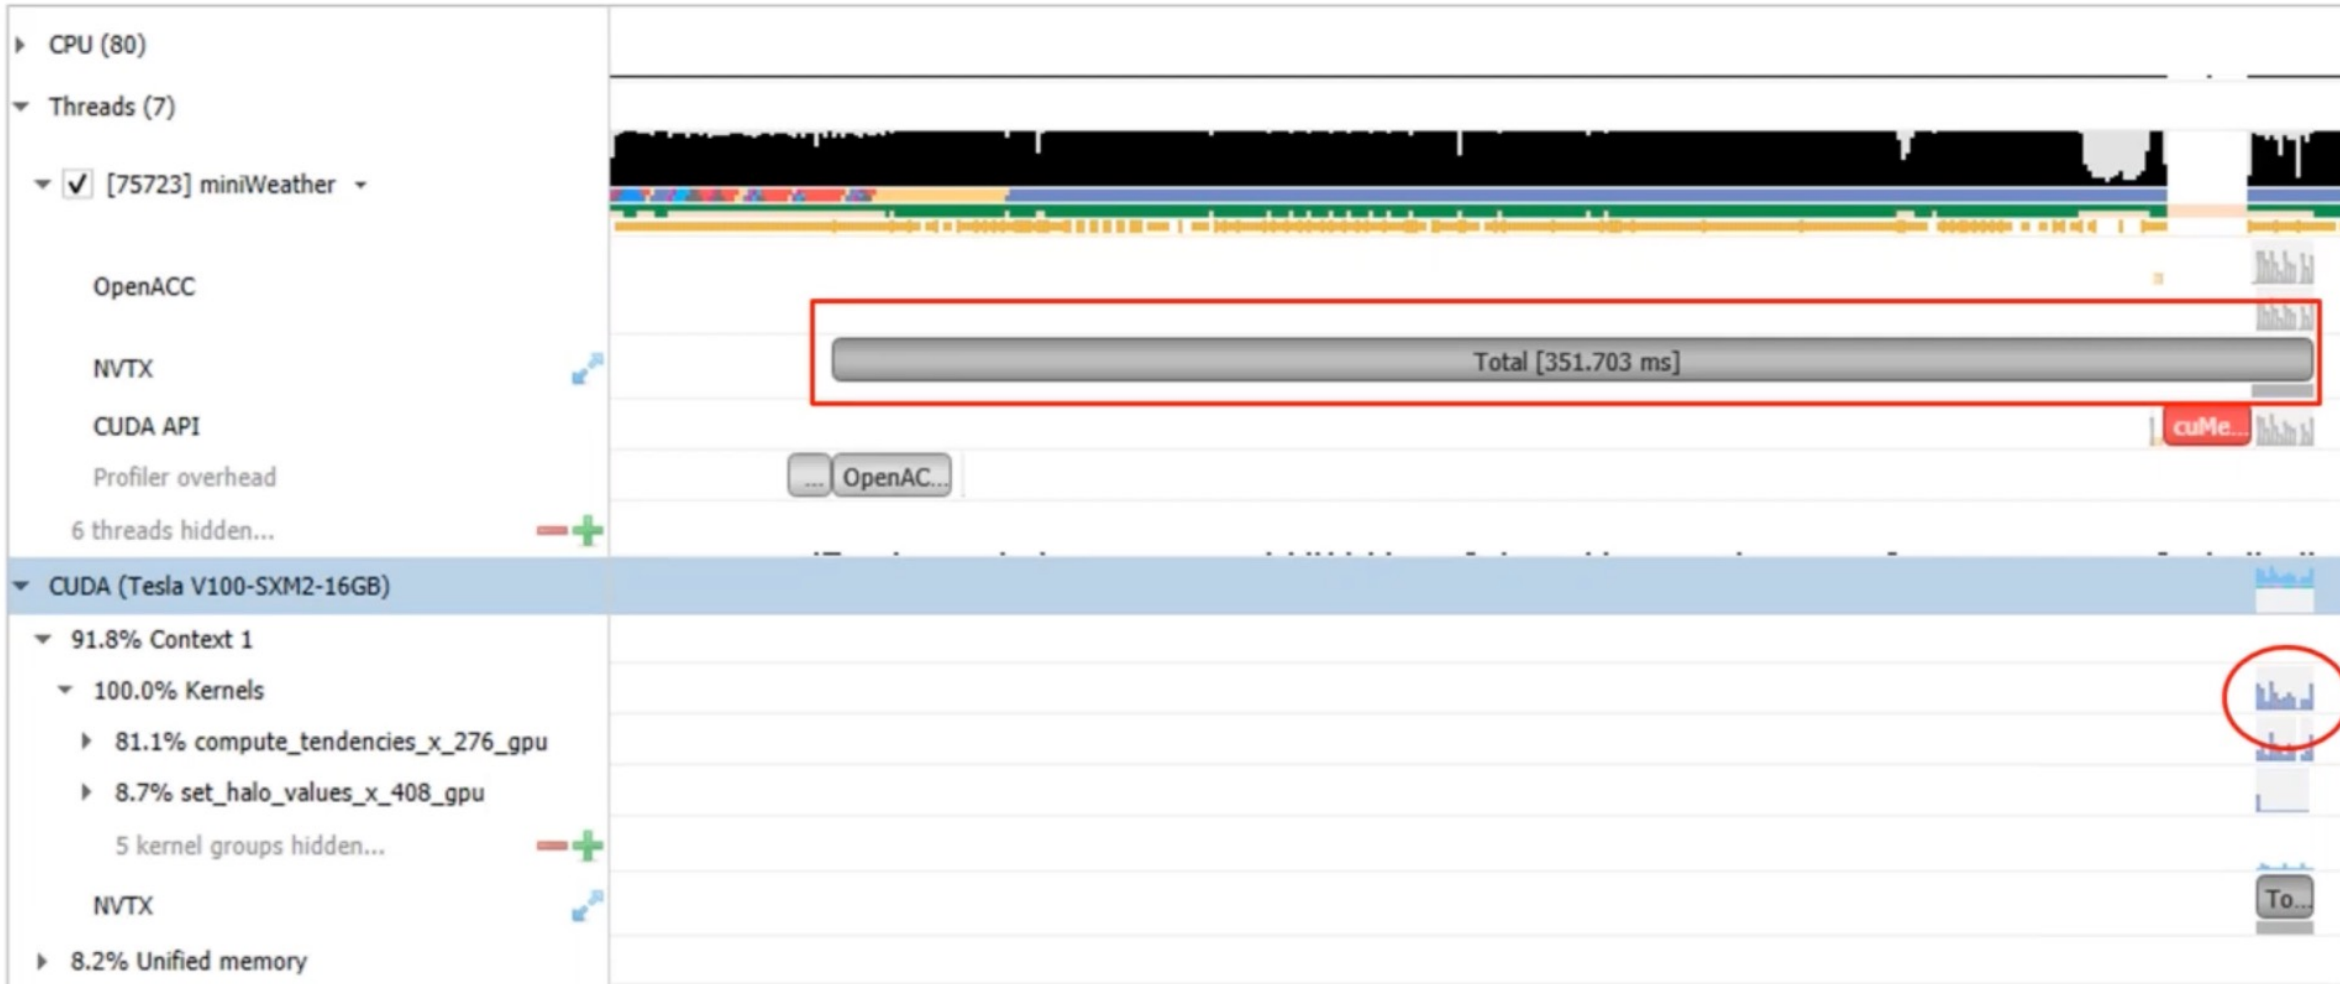 CPU (80)
Threads (7)
[75723] miniWeather
OpenACC
NVTX
Total [351.703 ms]
CUDA API
cuMe...
Profiler overhead
...
OpenAC...
6 threads hidden...
CUDA (Tesla V100-SXM2-16GB)
91.8% Context 1
100.0% Kernels
81.1% compute_tendencies_x_276_gpu
8.7% set_halo_values_x_408_gpu
5 kernel groups hidden...
NVTX
To...
8.2% Unified memory